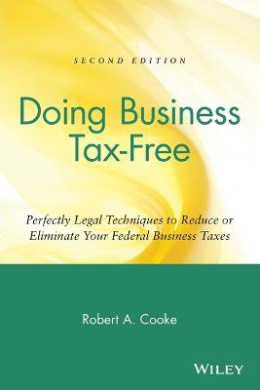 SECOND EDITION
Doing Business
Tax-Free
Perfectly Legal Techniques to Reduce or
Eliminate Your Federal Business Taxes
Robert A. Cooke
WILEY